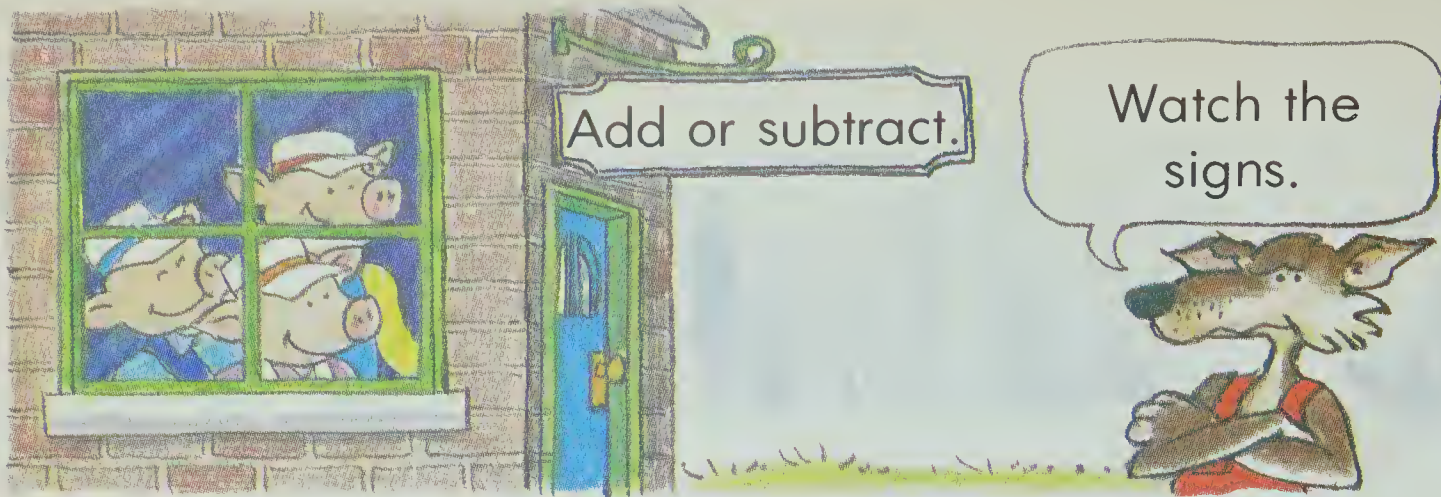 Add or subtract.
Watch the
signs.